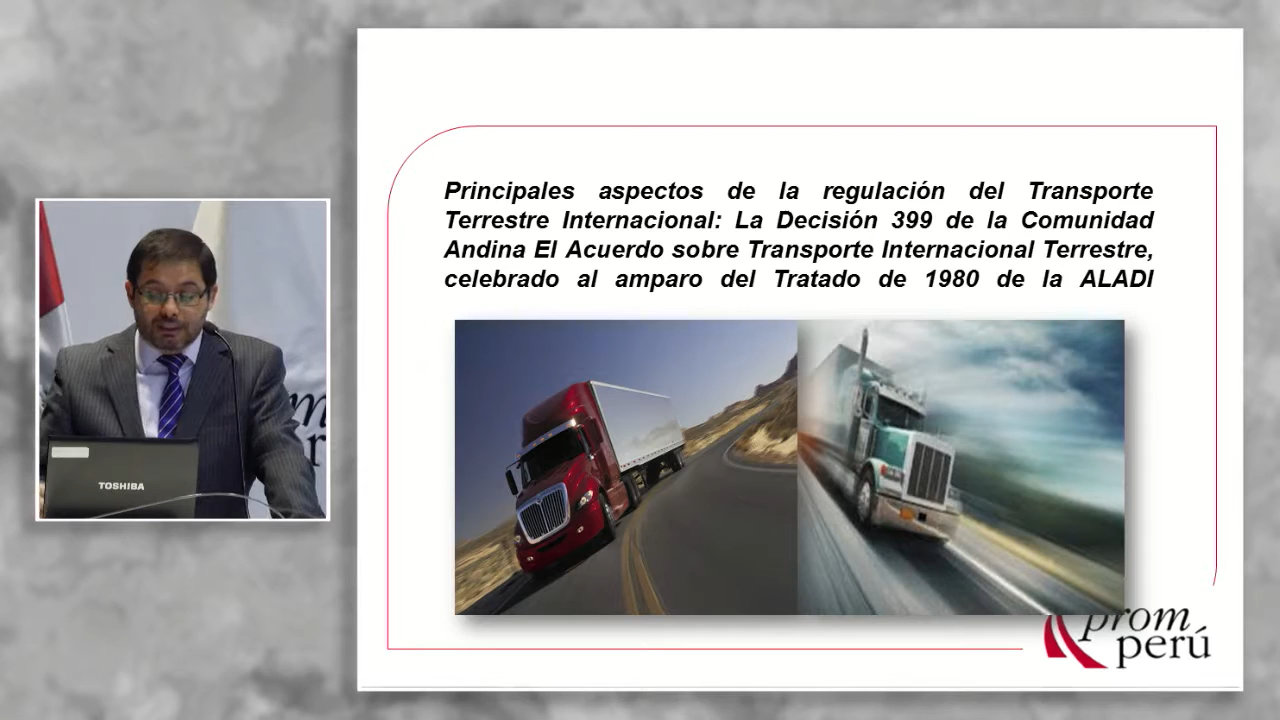 Principales aspectos de la regulación del Transporte
Terrestre Internacional: La Decisión 399 de la Comunidad
Andina El Acuerdo sobre Transporte Internacional Terrestre,
celebrado al amparo del Tratado de 1980 de la ALADI
TOSHIBA
prom
perú